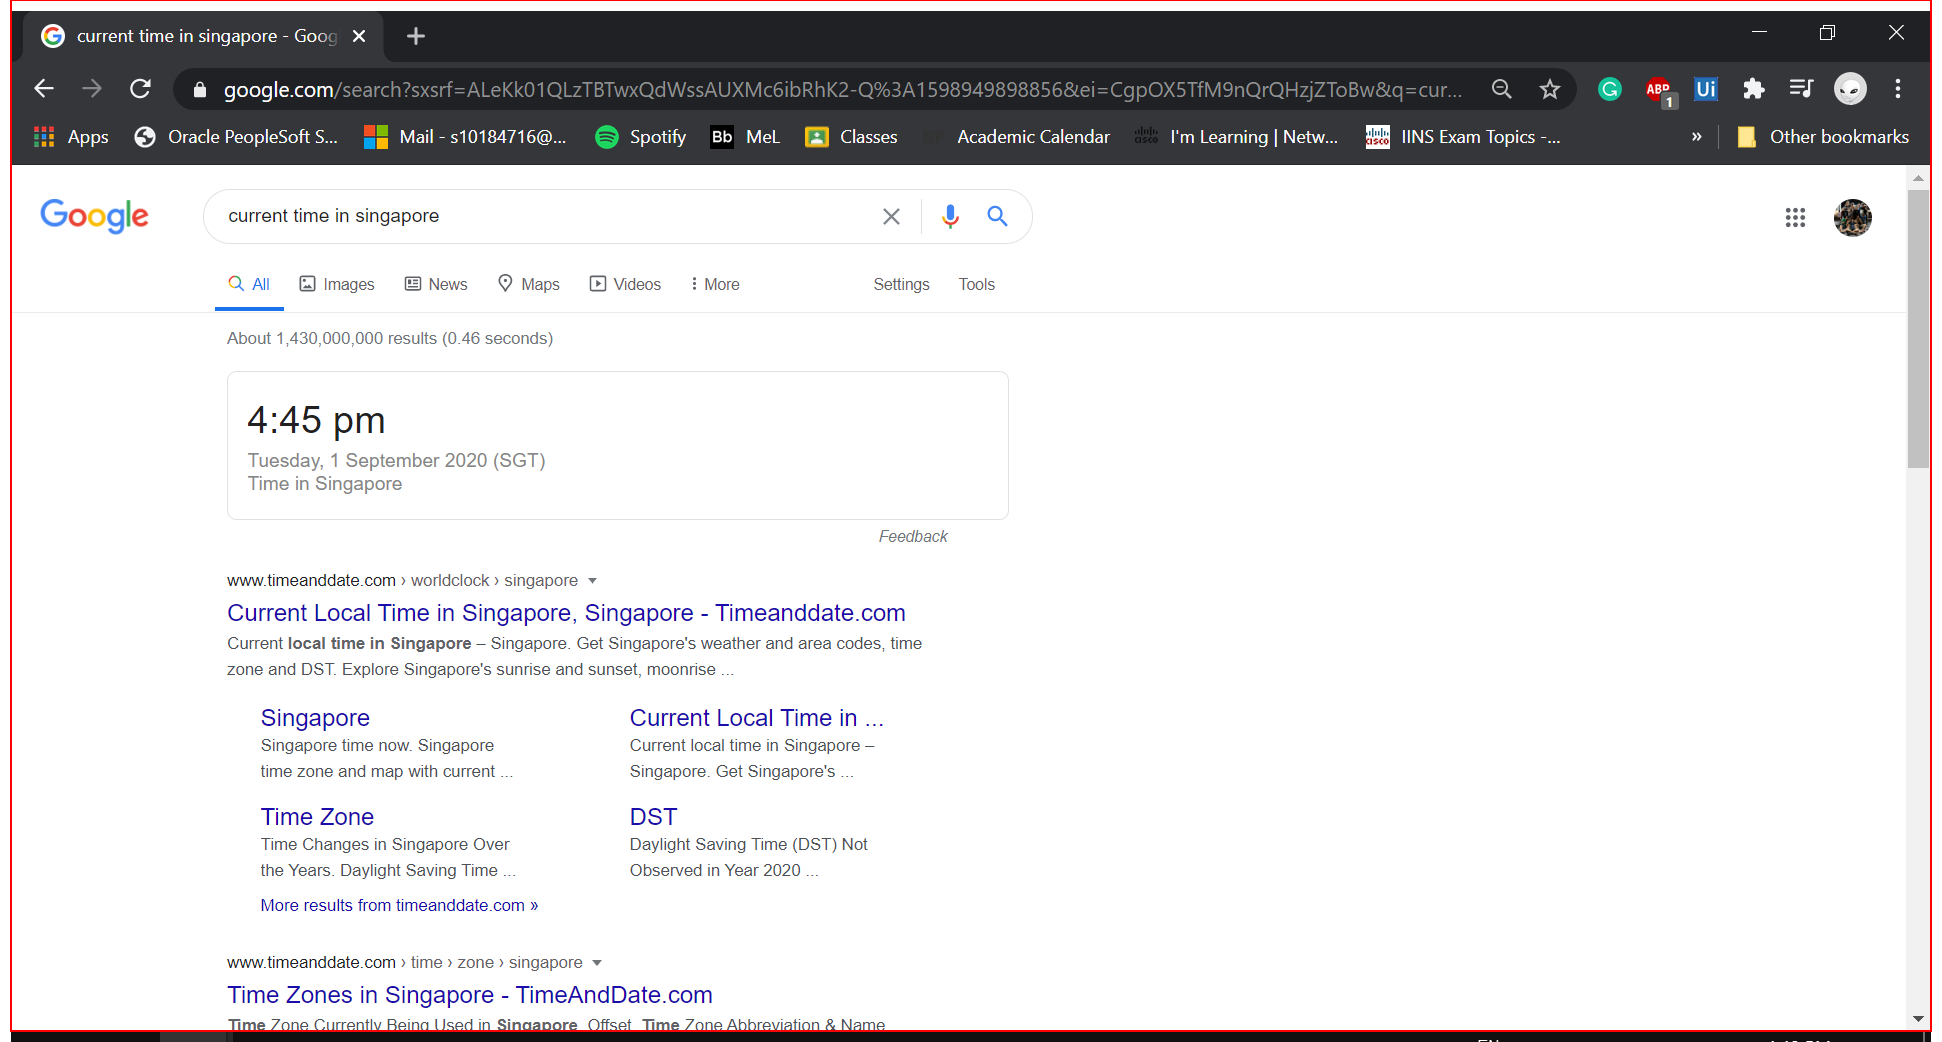 current time in singapore - Goog
google.com/search?sxsrf=ALeKk01QLzTBTwxQdWssAUXMc6ibRhK2-Q%3A1598949898856&ei=CgpOX5TfM9nQrQHzjZToBw&q=cur...
ABP
1
Ui
Apps
Oracle PeopleSoft S...
Mail - s10184716@...
Spotify
Bb
MeL
Classes
Academic Calendar
cisco
I'm Learning | Netw...
cisco
IINS Exam Topics -...
»
Other bookmarks
Google
current time in singapore
All
Images
News
Maps
Videos
More
Settings
Tools
About 1,430,000,000 results (0.46 seconds)
4:45 pm
Tuesday, 1 September 2020 (SGT)
Time in Singapore
Feedback
www.timeanddate.com › worldclock › singapore
Current Local Time in Singapore, Singapore - Timeanddate.com
Current local time in Singapore – Singapore. Get Singapore's weather and area codes, time
zone and DST. Explore Singapore's sunrise and sunset, moonrise ...
Singapore
Singapore time now. Singapore
time zone and map with current ...
Current Local Time in ...
Current local time in Singapore –
Singapore. Get Singapore's ...
Time Zone
Time Changes in Singapore Over
the Years. Daylight Saving Time ...
DST
Daylight Saving Time (DST) Not
Observed in Year 2020 ...
More results from timeanddate.com »
www.timeanddate.com › time › zone › singapore
Time Zones in Singapore - TimeAndDate.com
Time Zone Currently Being Used in Singapore. Offset, Time Zone Abbreviation & Name